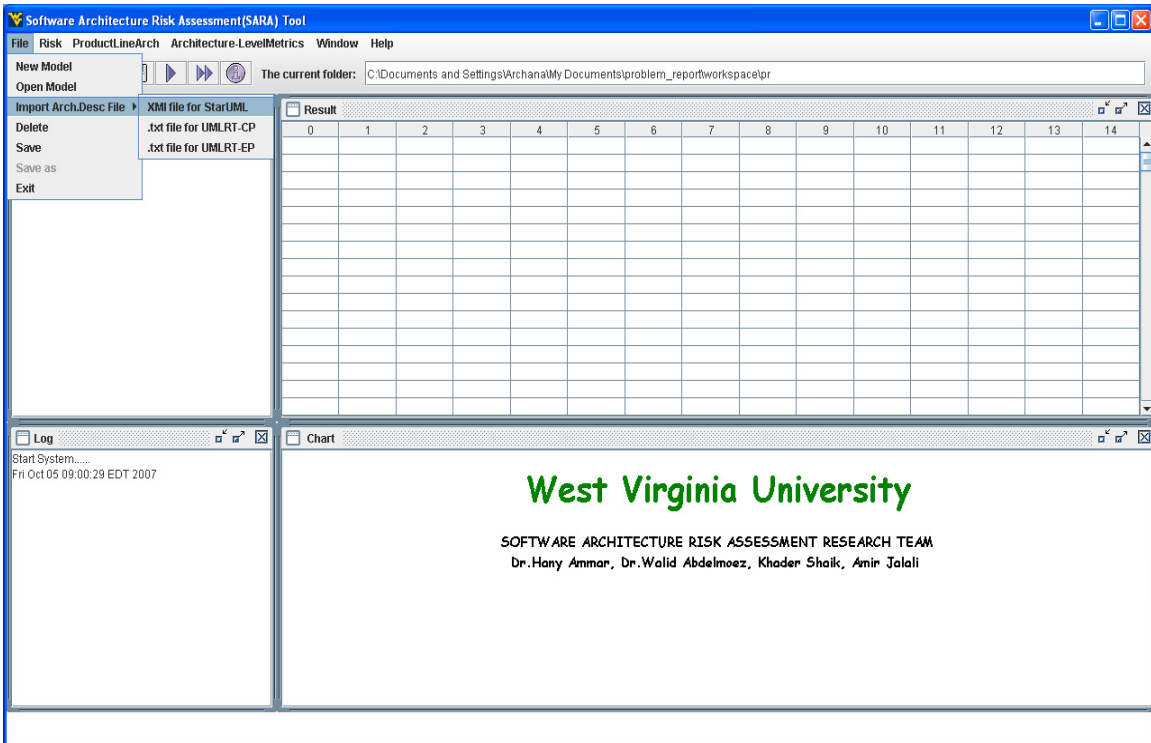 Software Architecture Risk Assessment(SARA) Tool
File Risk ProductLineArch Architecture-LevelMetrics Window Help
New Model
Open Model
Import Arch.Desc File
Delete
Save
Save as
Exit
XMI file for StarUML
.txt file for UMLRT-CP
.txt file for UMLRT-EP
The current folder: C:\Documents and Settings\Archana\My Documents\problem_report\workspace\pr
Result
0 1 2 3 4 5 6 7 8 9 10 11 12 13 14
Log
Start System......
Fri Oct 05 09:00:29 EDT 2007
Chart
West Virginia University
SOFTWARE ARCHITECTURE RISK ASSESSMENT RESEARCH TEAM
Dr.Hany Ammar, Dr.Walid Abdelmoez, Khader Shaik, Amir Jalali